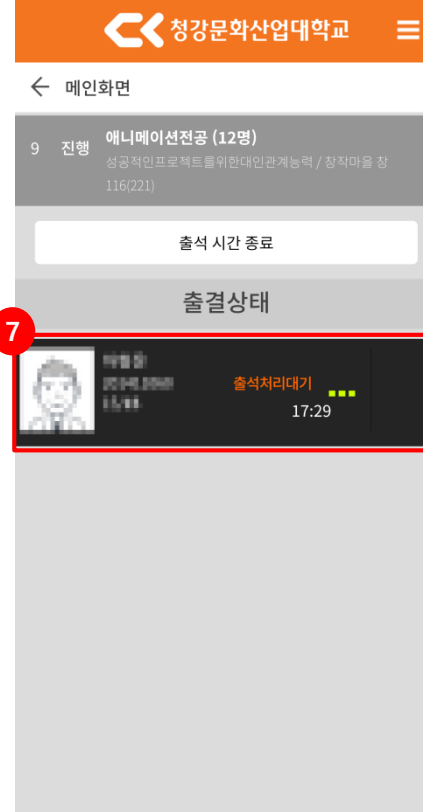 청강문화산업대학교
메인화면
9 진행 애니메이션전공 (12명)
성공적인프로젝트를위한대인관계능력 / 창작마을 창
116(221)
출석 시간 종료
출결상태
7
출석처리대기
17:29